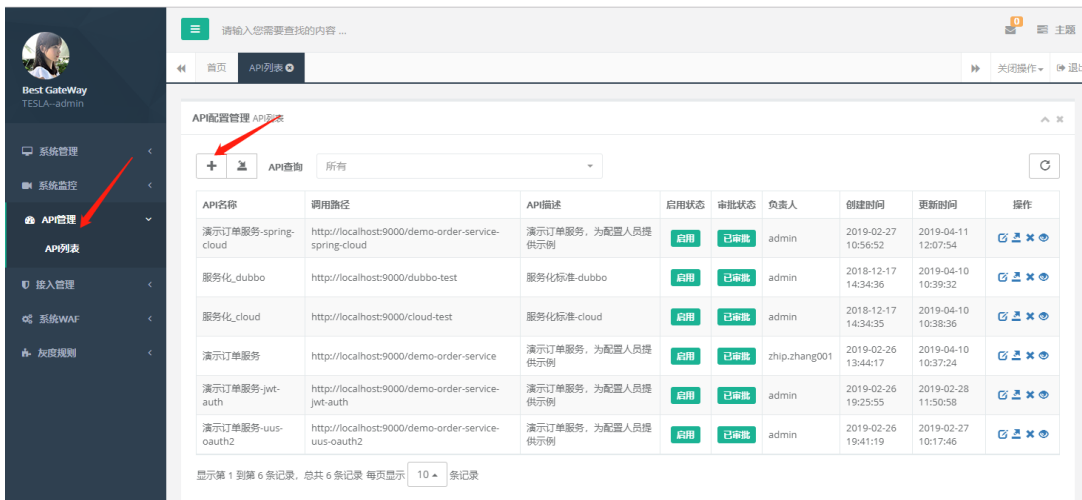 请输入您需要查找的内容 ...
0
主题
首页
API列表
关闭操作
Best GateWay
TESLA--admin
系统管理
系统监控
API管理
API列表
接入管理
系统WAF
灰度规则
API配置管理 API列表
API查询 所有
API名称 调用路径 API描述 启用状态 审批状态 负责人 创建时间 更新时间 操作
演示订单服务-spring- http://localhost:9000/demo-order-service- 演示订单服务，为配置人员提 启用 已审批 admin 2019-02-27 2019-04-11
cloud spring-cloud 供示例 10:56:52 12:07:54
服务化_dubbo http://localhost:9000/dubbo-test 服务化标准-dubbo 启用 已审批 admin 2018-12-17 2019-04-10
14:34:36 10:39:32
服务化_cloud http://localhost:9000/cloud-test 服务化标准-cloud 启用 已审批 admin 2018-12-17 2019-04-10
14:34:35 10:38:36
演示订单服务 http://localhost:9000/demo-order-service 演示订单服务，为配置人员提 启用 已审批 zhip.zhang001 2019-02-26 2019-04-10
供示例 13:44:17 10:37:24
演示订单服务-jwt- http://localhost:9000/demo-order-service- 演示订单服务，为配置人员提 启用 已审批 admin 2019-02-26 2019-02-28
auth jwt-auth 供示例 19:25:55 11:50:58
演示订单服务-uus- http://localhost:9000/demo-order-service- 演示订单服务，为配置人员提 启用 已审批 admin 2019-02-26 2019-02-27
oauth2 uus-oauth2 供示例 19:41:19 10:17:46
显示第 1 到第 6 条记录，总共 6 条记录 每页显示 10 条记录